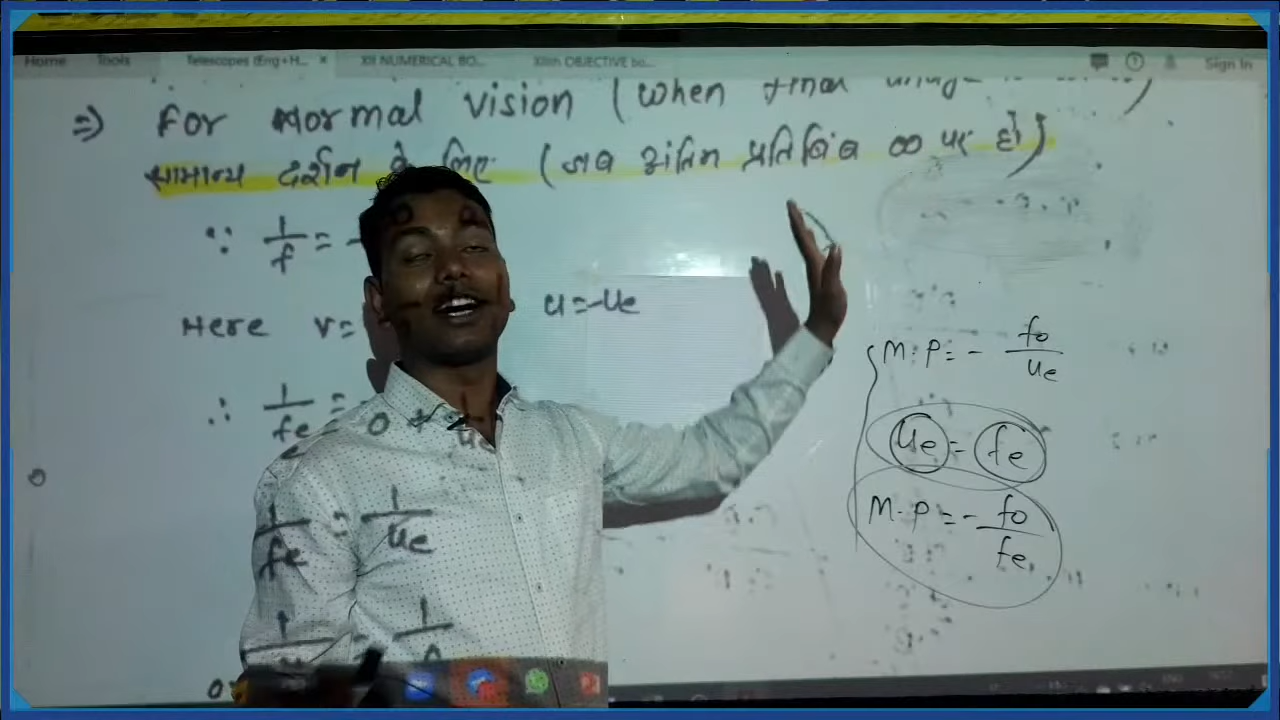 Home Tools Telescopes (Eng+H... × XII NUMERICAL BO... XIIth OBJECTIVE bo... Sign In
=) For Normal Vision (When final
सामान्य दर्शन के लिए (जब अंतिम प्रतिबिंब ∞ पर हो)
∵ 1/f =
Here v= u=-ue
∴ 1/fe = 0 + 1/ue
1/fe = 1/ue
M.P = - fo/ue
ue = fe
M.P = - fo/fe